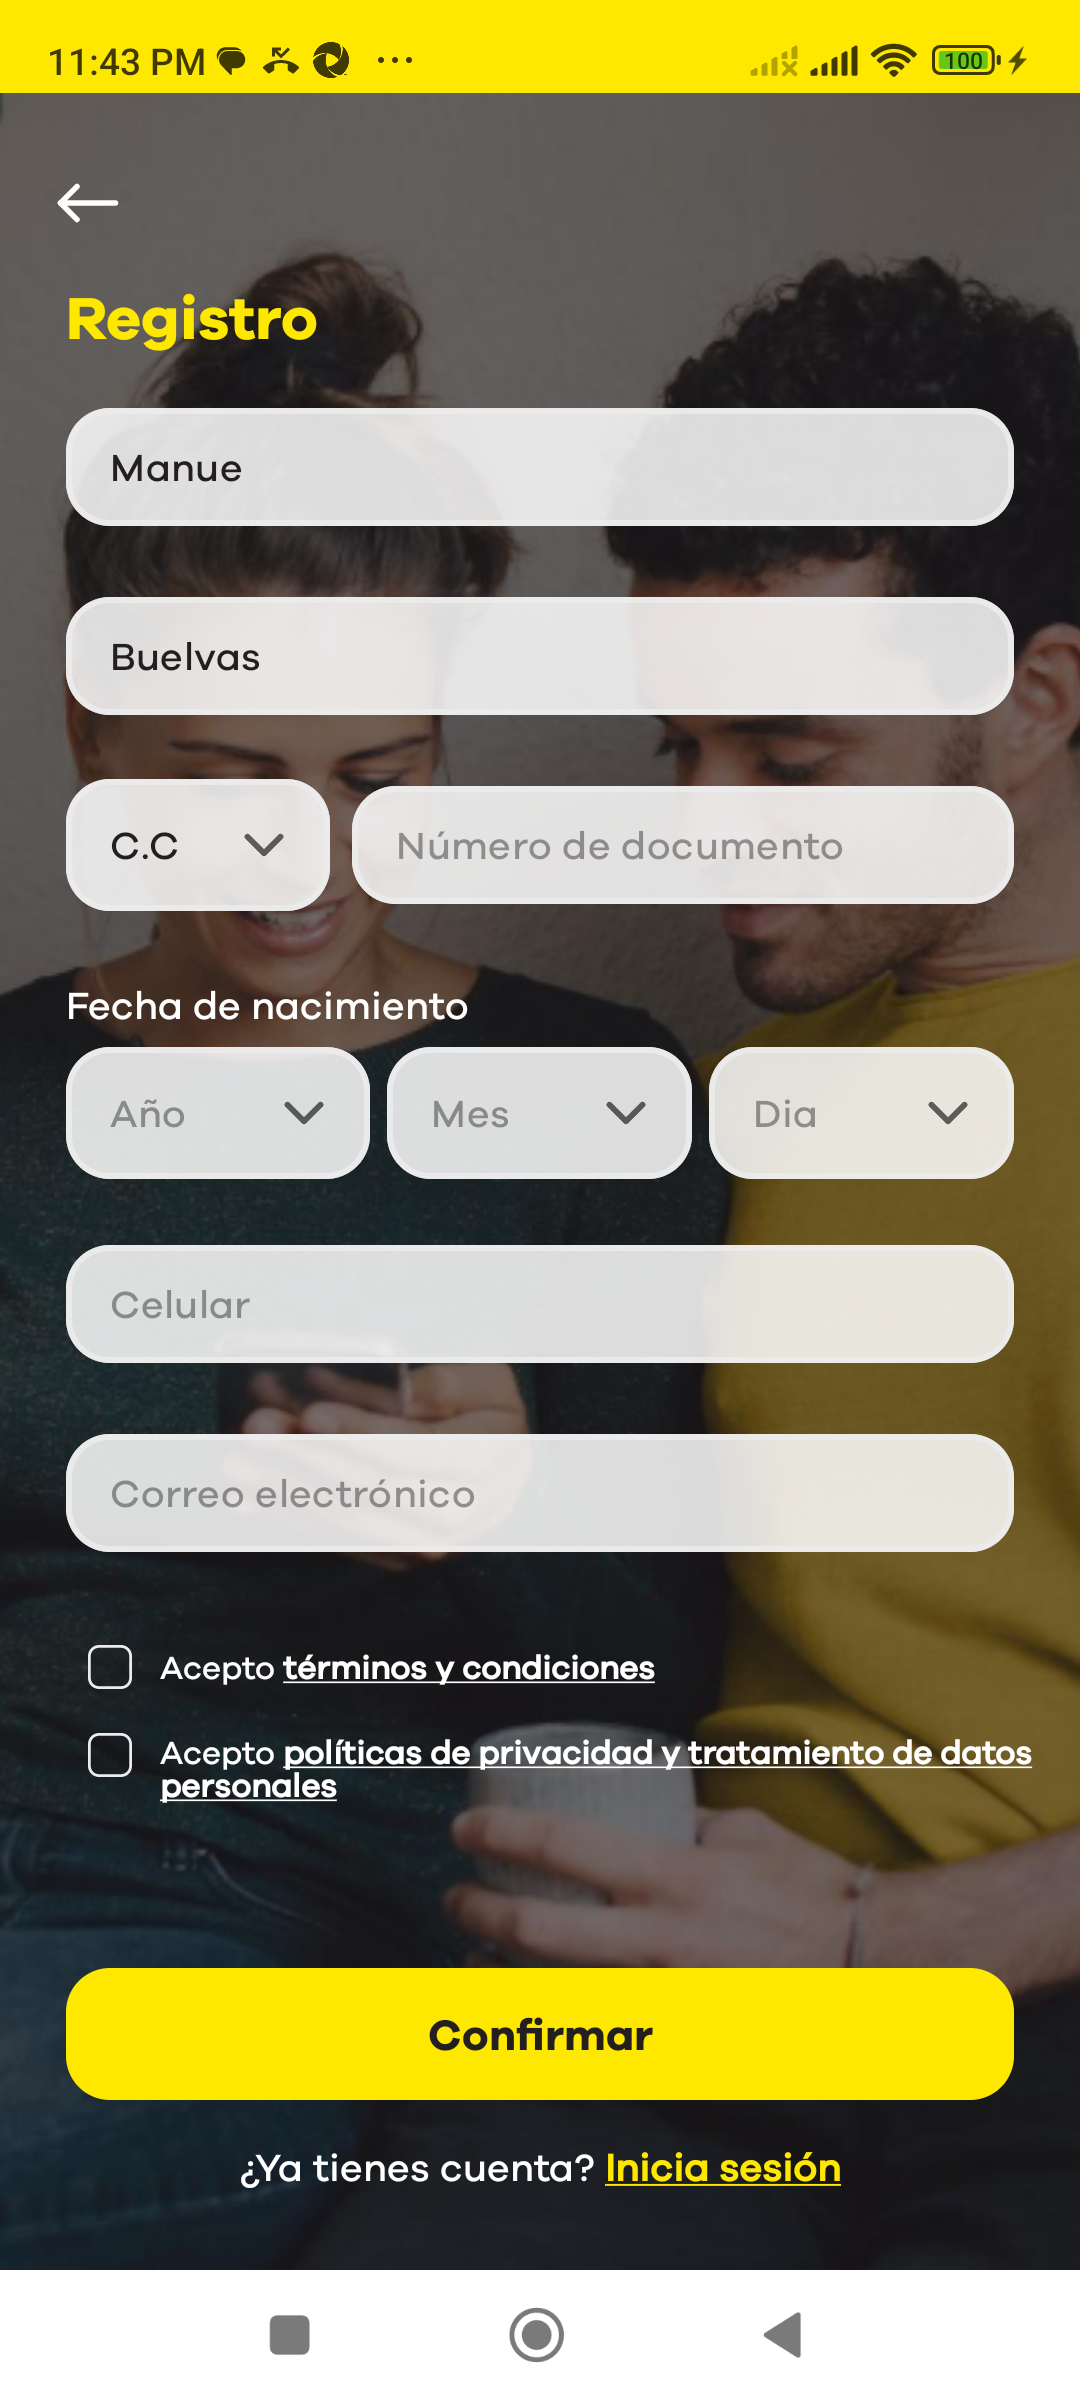 11:43 PM
100
Registro
Manue
Buelvas
C.C
Número de documento
Fecha de nacimiento
Año
Mes
Dia
Celular
Correo electrónico
Acepto términos y condiciones
Acepto políticas de privacidad y tratamiento de datos
personales
Confirmar
¿Ya tienes cuenta? Inicia sesión